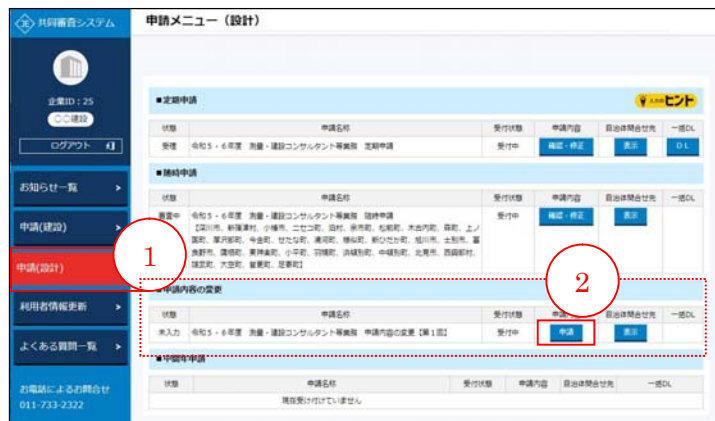 共同審査システム
申請メニュー（設計）
企業ID：25
〇〇建設
ログアウト
お知らせ一覧
申請(建設)
申請(設計)
利用者情報更新
よくある質問一覧
お電話によるお問合せ
011-733-2322
1
■定期申請
ヒント
状態 申請名称 受付状態 申請内容 自治体問合せ先 一括DL
受理 令和5・6年度 測量・建設コンサルタント等業務 定期申請 受付中 確認・修正 表示 DL
■随時申請
状態 申請名称 受付状態 申請内容 自治体問合せ先 一括DL
審査中 令和5・6年度 測量・建設コンサルタント等業務 随時申請 受付中 確認・修正 表示
■申請内容の変更
2
状態 申請名称 受付状態 自治体問合せ先 一括DL
未入力 令和5・6年度 測量・建設コンサルタント等業務 申請内容の変更【第1回】 受付中 申請 表示
■中間年申請
状態 申請名称 受付状態 申請内容 自治体問合せ先 一括DL
現在受け付けていません